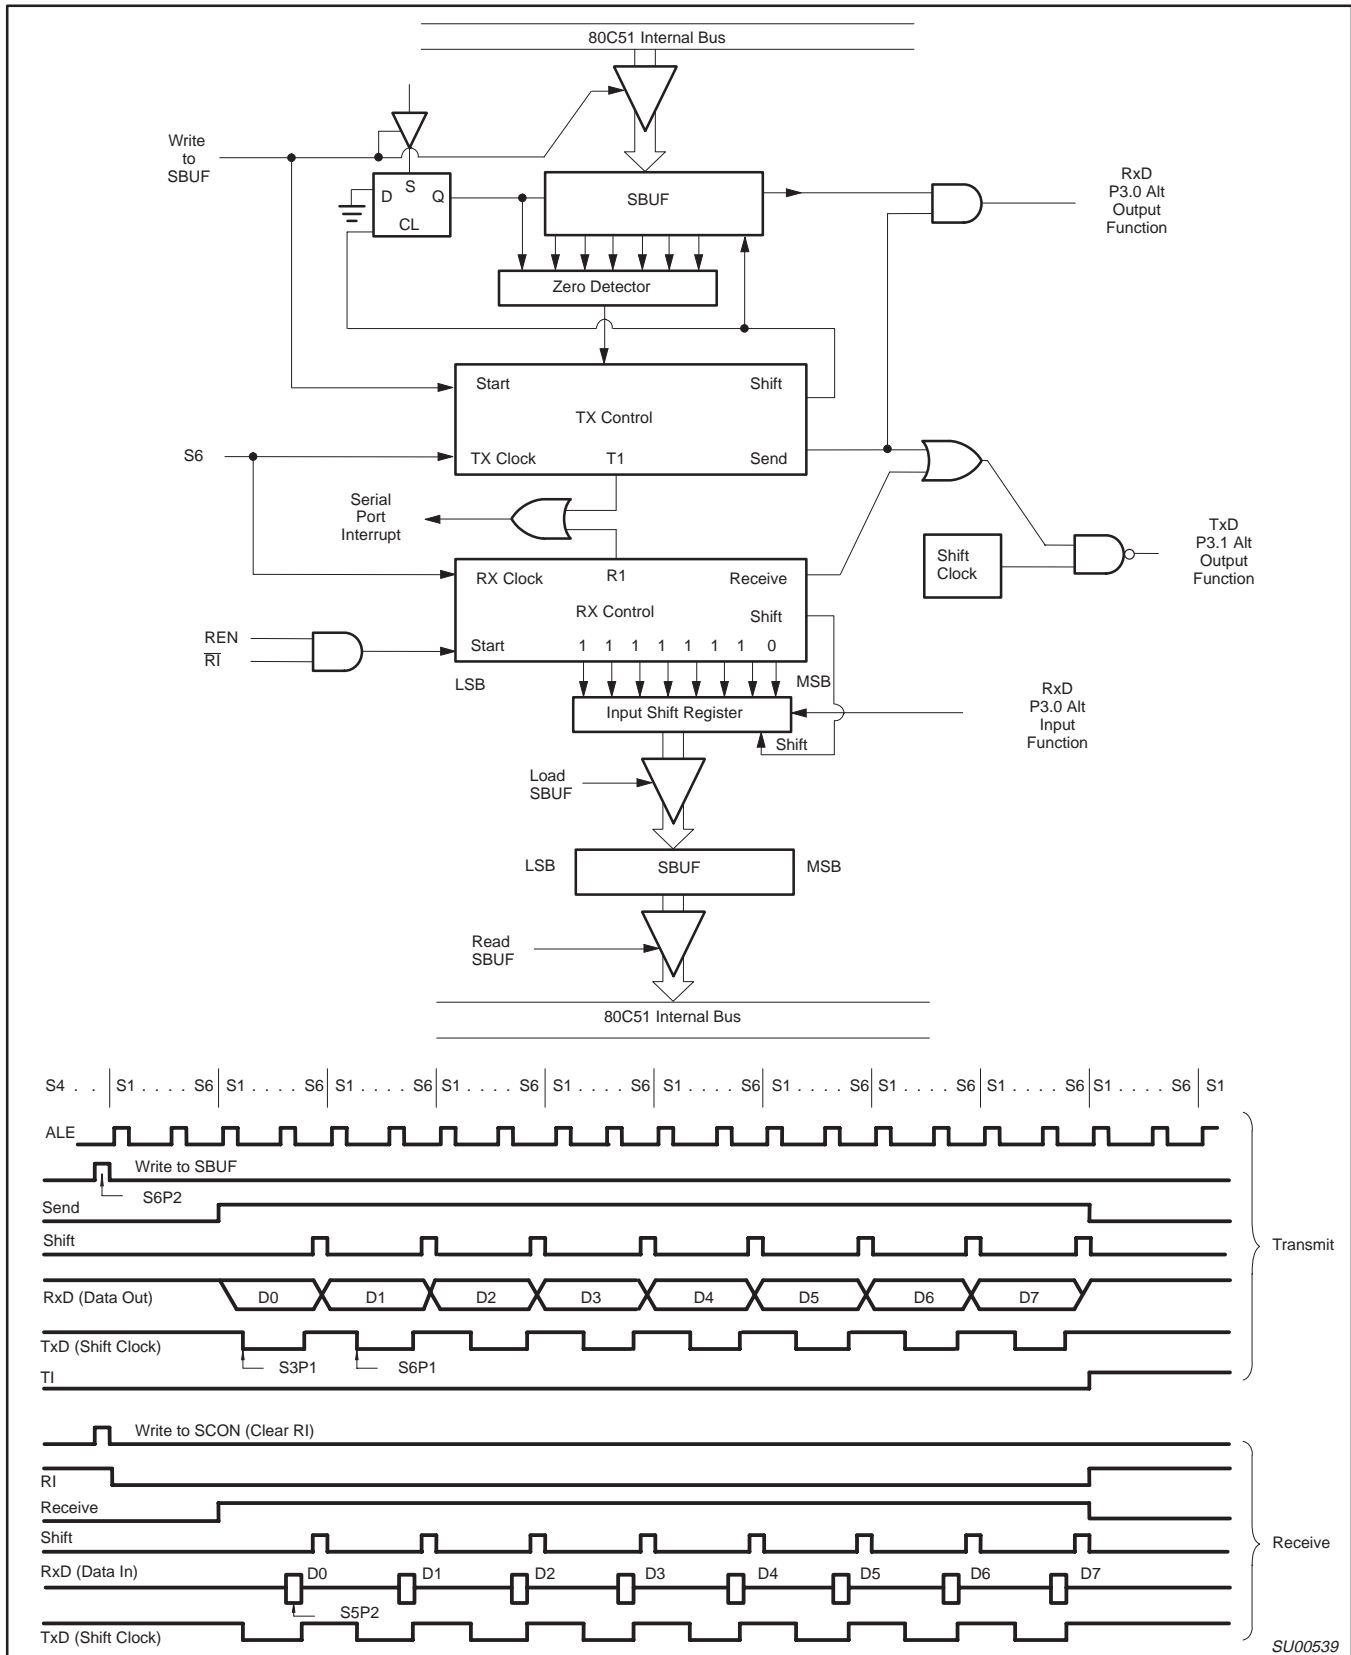 80C51 Internal Bus
Write
to
SBUF
D
S
Q
CL
SBUF
RxD
P3.0 Alt
Output
Function
Zero Detector
Start
Shift
TX Control
S6
TX Clock
T1
Send
Serial
Port
Interrupt
TxD
P3.1 Alt
Output
Function
Shift
Clock
RX Clock
R1
Receive
RX Control
Shift
REN
RI
Start
1 1 1 1 1 1 1 0
LSB
MSB
RxD
P3.0 Alt
Input
Function
Input Shift Register
Shift
Load
SBUF
LSB
SBUF
MSB
Read
SBUF
80C51 Internal Bus
S4 . . S1 . . . . S6 S1 . . . . S6 S1 . . . . S6 S1 . . . . S6 S1 . . . . S6 S1 . . . . S6 S1 . . . . S6 S1 . . . . S6 S1 . . . . S6 S1 . . . . S6 S1
ALE
Write to SBUF
S6P2
Send
Shift
Transmit
RxD (Data Out) D0 D1 D2 D3 D4 D5 D6 D7
TxD (Shift Clock)
S3P1 S6P1
TI
Write to SCON (Clear RI)
RI
Receive
Shift
Receive
RxD (Data In) D0 D1 D2 D3 D4 D5 D6 D7
S5P2
TxD (Shift Clock)
SU00539